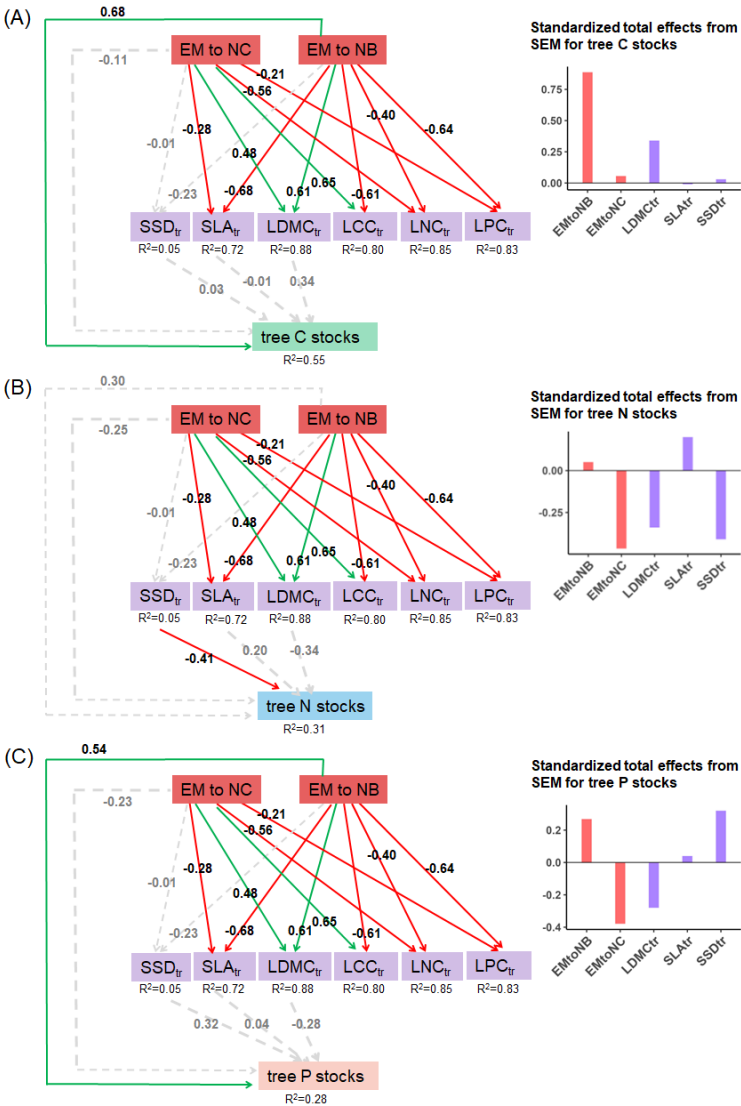 (A)
0.68
EM to NC
EM to NB
-0.11
-0.21
-0.56
-0.40
-0.28
-0.64
-0.01
0.48
-0.23
-0.68
0.61
0.65
-0.61
SSDtr
SLAtr
LDMCtr
LCCtr
LNCtr
LPCtr
R²=0.05
R²=0.72
R²=0.88
R²=0.80
R²=0.85
R²=0.83
0.03
-0.01
0.34
tree C stocks
R²=0.55
Standardized total effects from
SEM for tree C stocks
0.75
0.50
0.25
0.00
EMtoNB
EMtoNC
LDMCtr
SLAtr
SSDtr
(B)
0.30
EM to NC
EM to NB
-0.25
-0.21
-0.56
-0.40
-0.28
-0.64
-0.01
0.48
-0.23
-0.68
0.61
0.65
-0.61
SSDtr
SLAtr
LDMCtr
LCCtr
LNCtr
LPCtr
R²=0.05
R²=0.72
R²=0.88
R²=0.80
R²=0.85
R²=0.83
-0.41
0.20
-0.34
tree N stocks
R²=0.31
Standardized total effects from
SEM for tree N stocks
0.00
-0.25
EMtoNB
EMtoNC
LDMCtr
SLAtr
SSDtr
(C)
0.54
EM to NC
EM to NB
-0.23
-0.21
-0.56
-0.40
-0.28
-0.64
-0.01
0.48
-0.23
-0.68
0.61
0.65
-0.61
SSDtr
SLAtr
LDMCtr
LCCtr
LNCtr
LPCtr
R²=0.05
R²=0.72
R²=0.88
R²=0.80
R²=0.85
R²=0.83
0.32
0.04
-0.28
tree P stocks
R²=0.28
Standardized total effects from
SEM for tree P stocks
0.2
0.0
-0.2
-0.4
EMtoNB
EMtoNC
LDMCtr
SLAtr
SSDtr